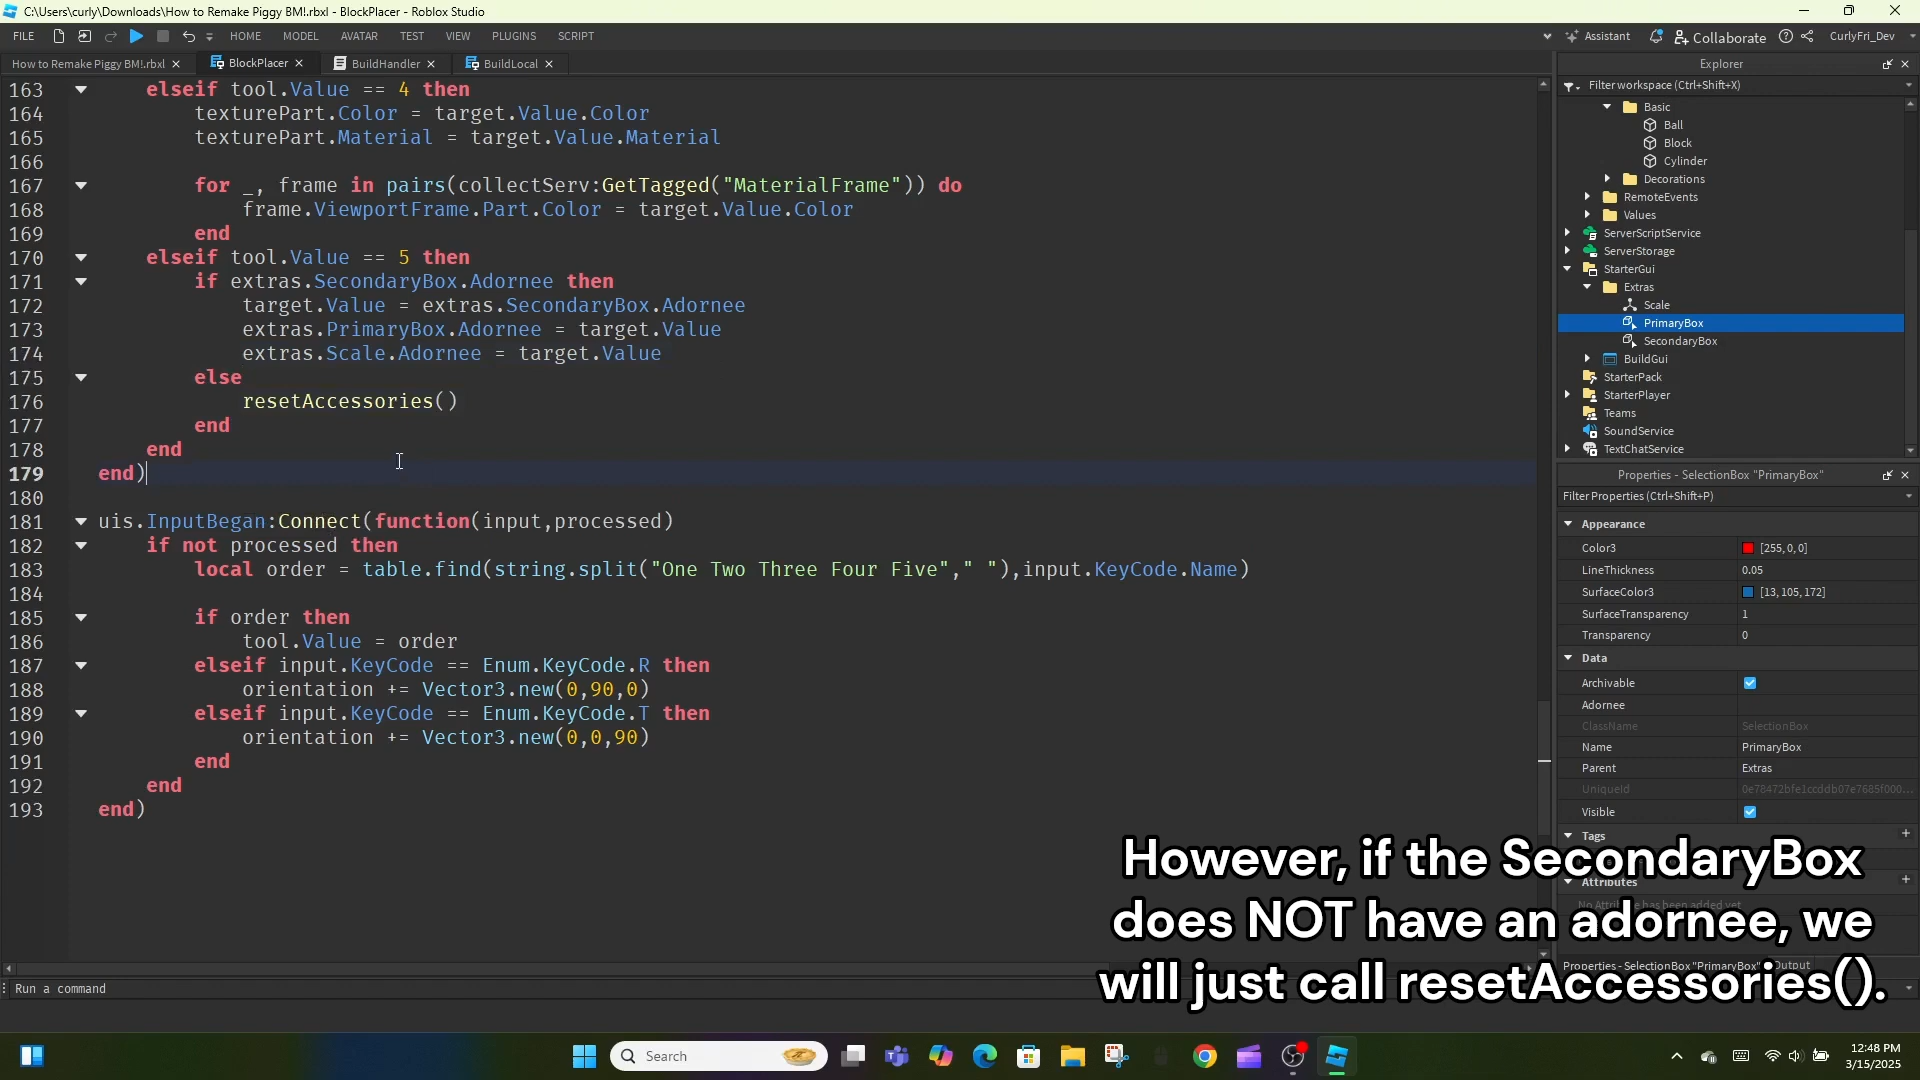 C:\Users\curly\Downloads\How to Remake Piggy BM!.rbxl - BlockPlacer - Roblox Studio
FILE HOME MODEL AVATAR TEST VIEW PLUGINS SCRIPT Assistant Collaborate CurlyFri_Dev
How to Remake Piggy BM!.rbxl BlockPlacer BuildHandler BuildLocal
163 elseif tool.Value == 4 then
164 texturePart.Color = target.Value.Color
165 texturePart.Material = target.Value.Material
166
167 for _, frame in pairs(collectServ:GetTagged("MaterialFrame")) do
168 frame.ViewportFrame.Part.Color = target.Value.Color
169 end
170 elseif tool.Value == 5 then
171 if extras.SecondaryBox.Adornee then
172 target.Value = extras.SecondaryBox.Adornee
173 extras.PrimaryBox.Adornee = target.Value
174 extras.Scale.Adornee = target.Value
175 else
176 resetAccessories()
177 end
178 end
179 end)
180
181 uis.InputBegan:Connect(function(input,processed)
182 if not processed then
183 local order = table.find(string.split("One Two Three Four Five"," "),input.KeyCode.Name)
184
185 if order then
186 tool.Value = order
187 elseif input.KeyCode == Enum.KeyCode.R then
188 orientation += Vector3.new(0,90,0)
189 elseif input.KeyCode == Enum.KeyCode.T then
190 orientation += Vector3.new(0,0,90)
191 end
192 end
193 end)
Run a command
Explorer
Filter workspace (Ctrl+Shift+X)
Basic
Ball
Block
Cylinder
Decorations
RemoteEvents
Values
ServerScriptService
ServerStorage
StarterGui
Extras
Scale
PrimaryBox
SecondaryBox
BuildGui
StarterPack
StarterPlayer
Teams
SoundService
TextChatService
Properties - SelectionBox "PrimaryBox"
Filter Properties (Ctrl+Shift+P)
Appearance
Color3 [255, 0, 0]
LineThickness 0.05
SurfaceColor3 [13, 105, 172]
SurfaceTransparency 1
Transparency 0
Data
Archivable
Adornee
ClassName SelectionBox
Name PrimaryBox
Parent Extras
UniqueId 0e78472bfe1ccddb07e7685f000...
Visible
Tags
Attributes
No Attribute has been added yet
Properties - SelectionBox "PrimaryBox" Output
However, if the SecondaryBox
does NOT have an adornee, we
will just call resetAccessories().
Search
12:48 PM
3/15/2025